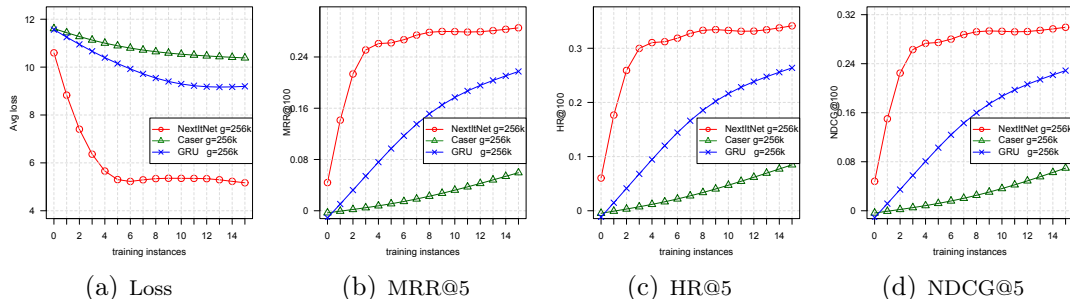 Avg loss
12
10
8
6
4
NextItNet g=256k
Caser g=256k
GRU g=256k
0 2 4 6 8 10 12 14
training instances
(a) Loss
MRR@100
0.24
0.16
0.08
0
NextItNet g=256k
Caser g=256k
GRU g=256k
0 2 4 6 8 10 12 14
training instances
(b) MRR@5
HR@100
0.3
0.2
0.1
0
NextItNet g=256k
Caser g=256k
GRU g=256k
0 2 4 6 8 10 12 14
training instances
(c) HR@5
NDCG@100
0.32
0.24
0.16
0.08
0
NextItNet g=256k
Caser g=256k
GRU g=256k
0 2 4 6 8 10 12 14
training instances
(d) NDCG@5